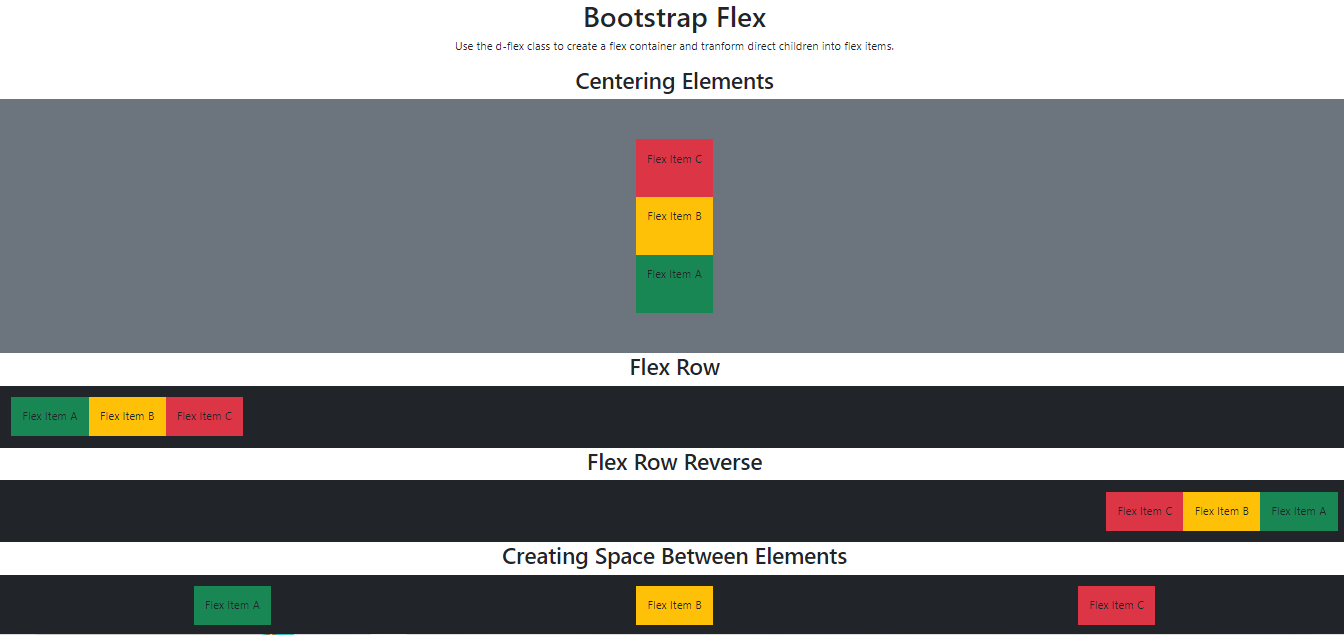 Bootstrap Flex
Use the d-flex class to create a flex container and tranform direct children into flex items.
Centering Elements
Flex Item C
Flex Item B
Flex Item A
Flex Row
Flex Item A Flex Item B Flex Item C
Flex Row Reverse
Flex Item C Flex Item B Flex Item A
Creating Space Between Elements
Flex Item A Flex Item B Flex Item C